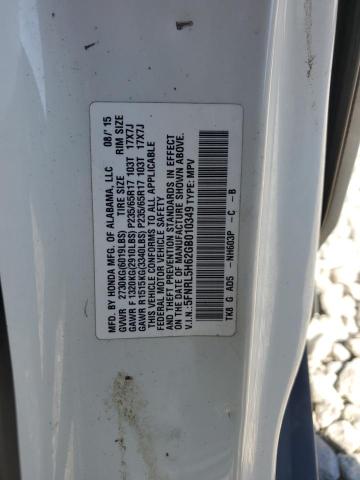 MFD. BY HONDA OF ALABAMA, LLC 08/'15
GVWR 2730KG(6019LBS) TIRE SIZE RIM SIZE
GAWR F 1320KG(2910LBS) P235/65R17 103T 17X7J
GAWR R 1515KG(3340LBS) P235/65R17 103T 17X7J
THIS VEHICLE CONFORMS TO ALL APPLICABLE
FEDERAL MOTOR VEHICLE SAFETY
AND THEFT PREVENTION STANDARDS IN EFFECT
ON THE DATE OF MANUFACTURE SHOWN ABOVE.
V.I.N.:5FNRL5H62GB010349 TYPE: MPV
TK8 G AD5 -NH603P -C -B